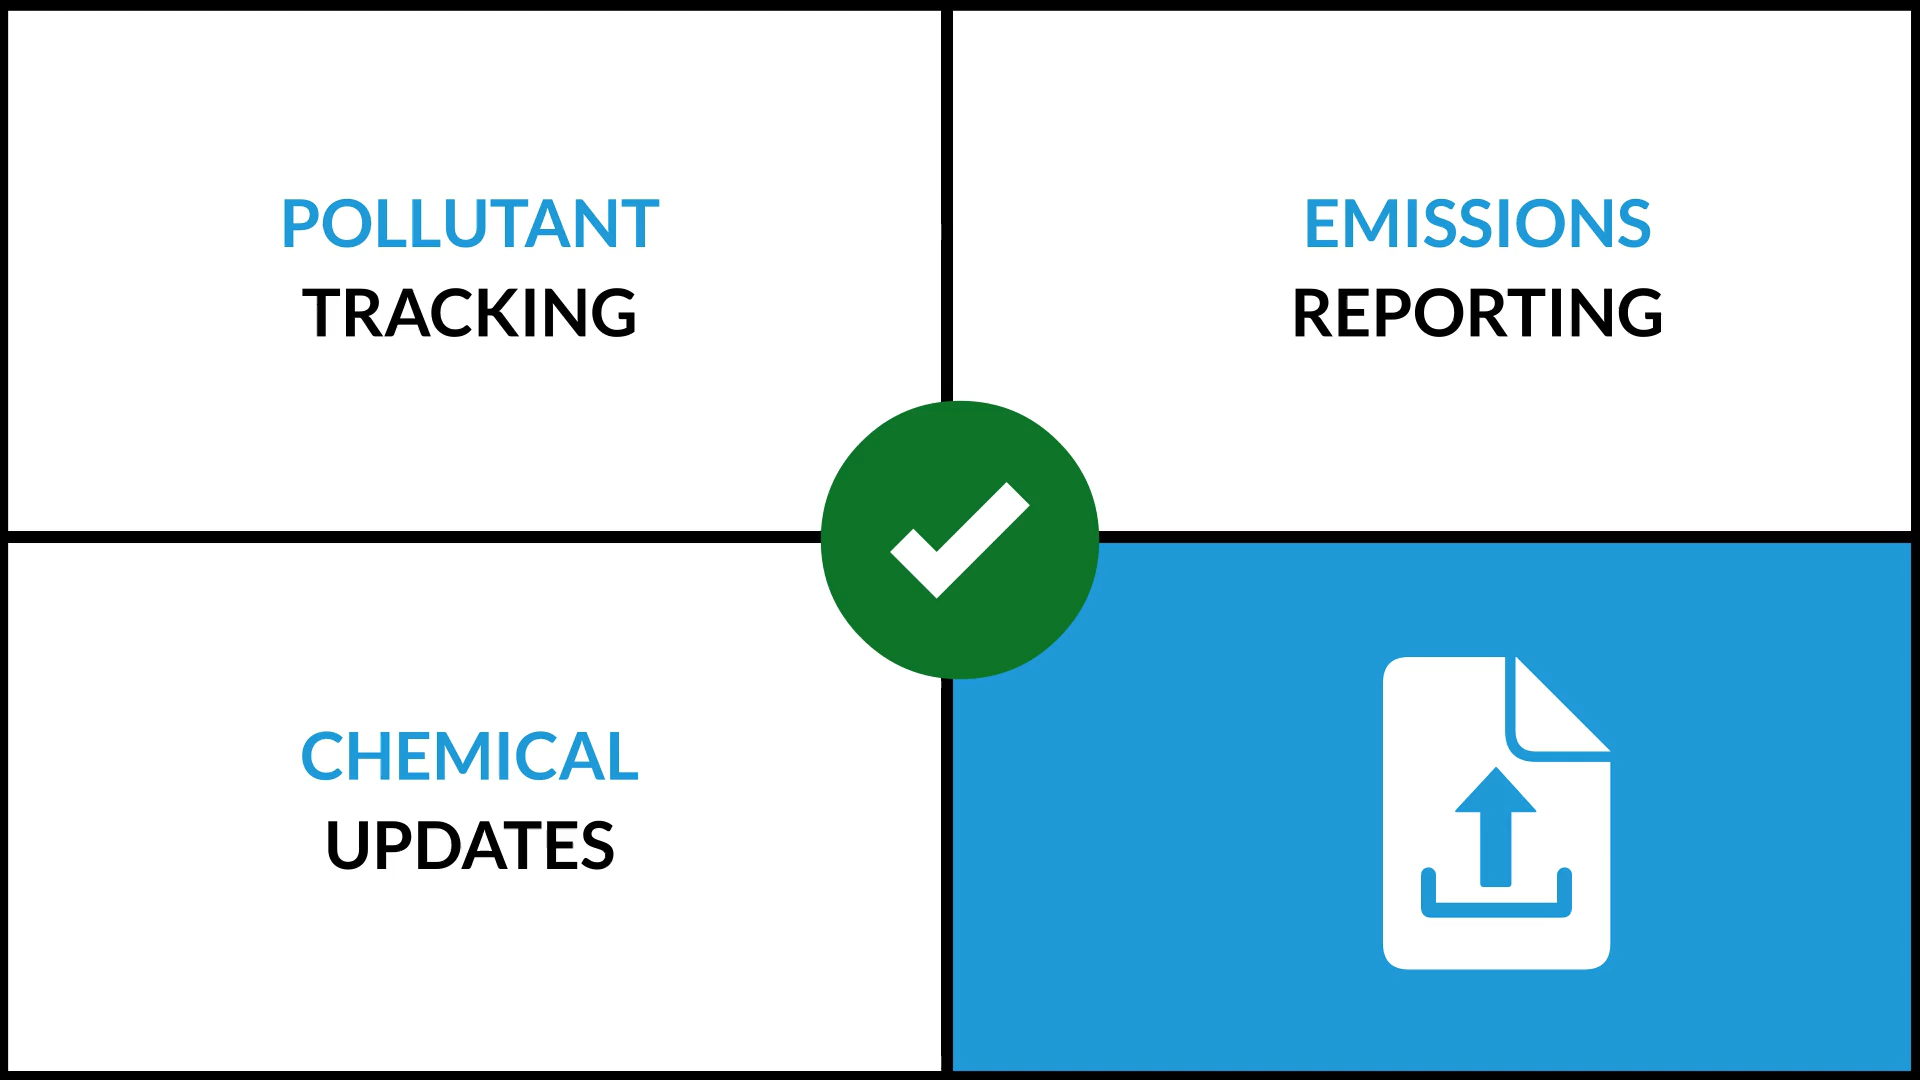 POLLUTANT
TRACKING
EMISSIONS
REPORTING
CHEMICAL
UPDATES